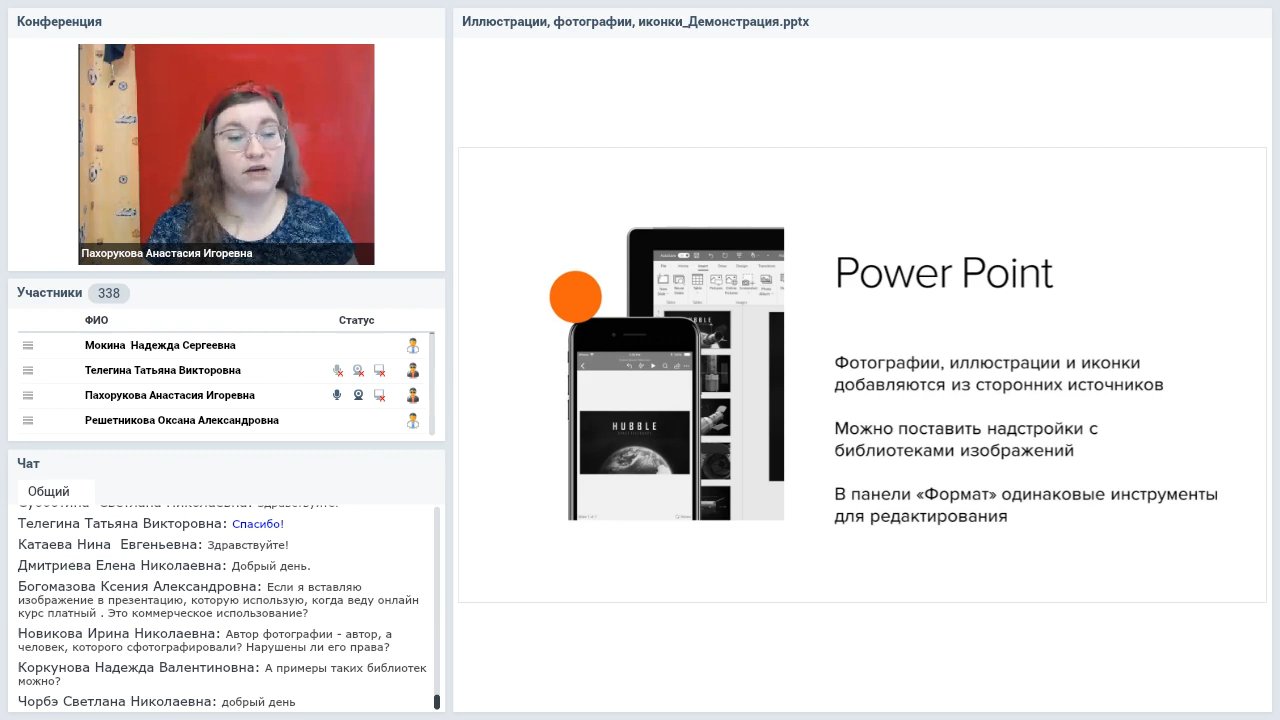 Конференция
Пахорукова Анастасия Игоревна
Участники 338
ФИО Статус
Мокина Надежда Сергеевна
Телегина Татьяна Викторовна
Пахорукова Анастасия Игоревна
Решетникова Оксана Александровна
Чат
Общий
Телегина Татьяна Викторовна: Спасибо!
Катаева Нина Евгеньевна: Здравствуйте!
Дмитриева Елена Николаевна: Добрый день.
Богомазова Ксения Александровна: Если я вставляю
изображение в презентацию, которую использую, когда веду онлайн
курс платный . Это коммерческое использование?
Новикова Ирина Николаевна: Автор фотографии - автор, а
человек, которого сфотографировали? Нарушены ли его права?
Коркунова Надежда Валентиновна: А примеры таких библиотек
можно?
Чорбэ Светлана Николаевна: добрый день
Иллюстрации, фотографии, иконки_Демонстрация.pptx
HUBBLE
HUBBLE
Power Point
Фотографии, иллюстрации и иконки
добавляются из сторонних источников
Можно поставить надстройки с
библиотеками изображений
В панели «Формат» одинаковые инструменты
для редактирования